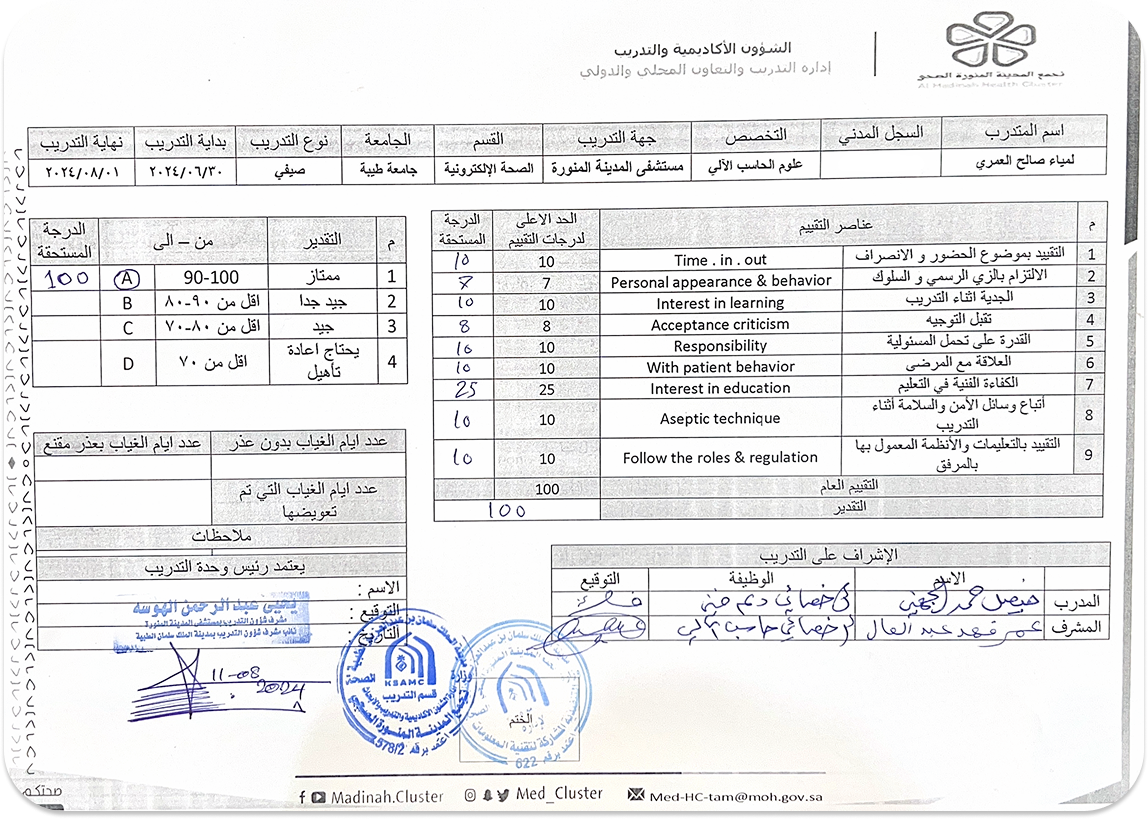 الشؤون الأكاديمية والتدريب
إدارة التدريب والتعاون المحلي والدولي
تجمع المدينة المنورة الصحي
Al Madinah Health Cluster
اسم المتدرب | السجل المدني | التخصص | جهة التدريب | القسم | الجامعة | نوع التدريب | بداية التدريب | نهاية التدريب
لمياء صالح العمري | | علوم الحاسب الآلي | مستشفى المدينة المنورة | الصحة الإلكترونية | جامعة طيبة | صيفي | ٢٠٢٤/٠٦/٣٠ | ٢٠٢٤/٠٨/٠١
م | عناصر التقييم | الحد الاعلى لدرجات التقييم | الدرجة المستحقة
1 | التقييد بموضوع الحضور و الانصراف | Time . in . out | 10 | 10
2 | الالتزام بالزي الرسمي و السلوك | Personal appearance & behavior | 7 | 7
3 | الجدية اثناء التدريب | Interest in learning | 10 | 10
4 | تقبل التوجيه | Acceptance criticism | 8 | 8
5 | القدرة على تحمل المسئولية | Responsibility | 10 | 10
6 | العلاقة مع المرضى | With patient behavior | 10 | 10
7 | الكفاءة الفنية في التعليم | Interest in education | 25 | 25
8 | أتباع وسائل الأمن والسلامة أثناء التدريب | Aseptic technique | 10 | 10
9 | التقييد بالتعليمات والأنظمة المعمول بها بالمرفق | Follow the roles & regulation | 10 | 10
التقييم العام | 100
التقدير | 100
م | التقدير | من – الى | الدرجة المستحقة
1 | ممتاز | 90-100 | A | 100
2 | جيد جدا | اقل من ٩٠-٨٠ | B
3 | جيد | اقل من ٨٠-٧٠ | C
4 | يحتاج اعادة تأهيل | اقل من ٧٠ | D
عدد ايام الغياب بدون عذر | عدد ايام الغياب بعذر مقنع
عدد ايام الغياب التي تم تعويضها
ملاحظات
يعتمد رئيس وحدة التدريب
الاسم :
التوقيع :
التاريخ :
يحيى عبدالرحمن الهوسه
مشرف شؤون التدريب بمستشفى المدينة المنورة
نائب مشرف شؤون التدريب بمدينة الملك سلمان الطبية
11-08
2024
الإشراف على التدريب
الاسم | الوظيفة | التوقيع
المدرب | فيصل حمد الجهني | أخصائي دعم فني
المشرف | عمر فهد عبد العال | أخصائي حاسب آلي
وزارة الصحة
KSAMC
قسم التدريب
تجمع المدينة المنورة الصحي
اعتمد برقم 578/2
الختم
اعتمد برقم 622
Madinah.Cluster
Med_Cluster
Med-HC-tam@moh.gov.sa
صحتكم